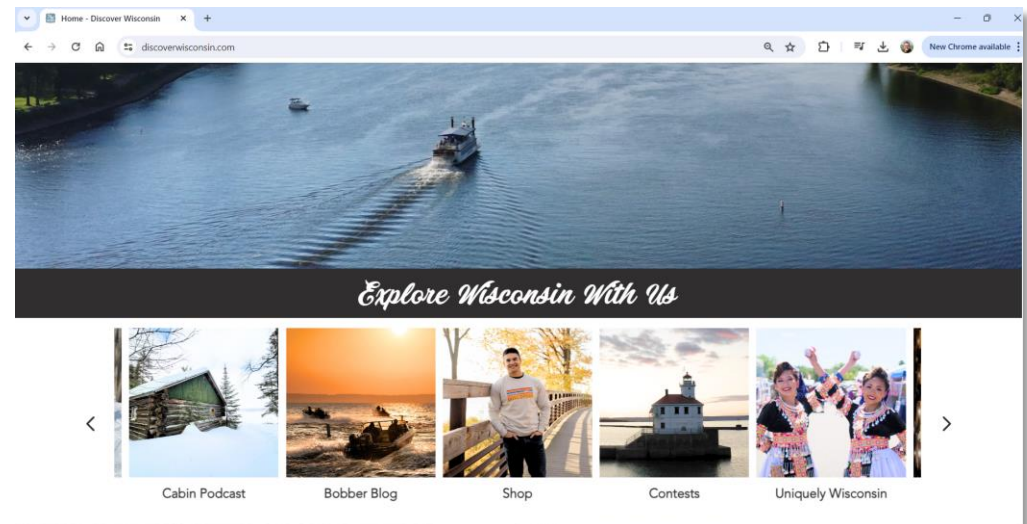 Home - Discover Wisconsin
discoverwisconsin.com
New Chrome available
Explore Wisconsin With Us
Cabin Podcast
Bobber Blog
Shop
Contests
Uniquely Wisconsin